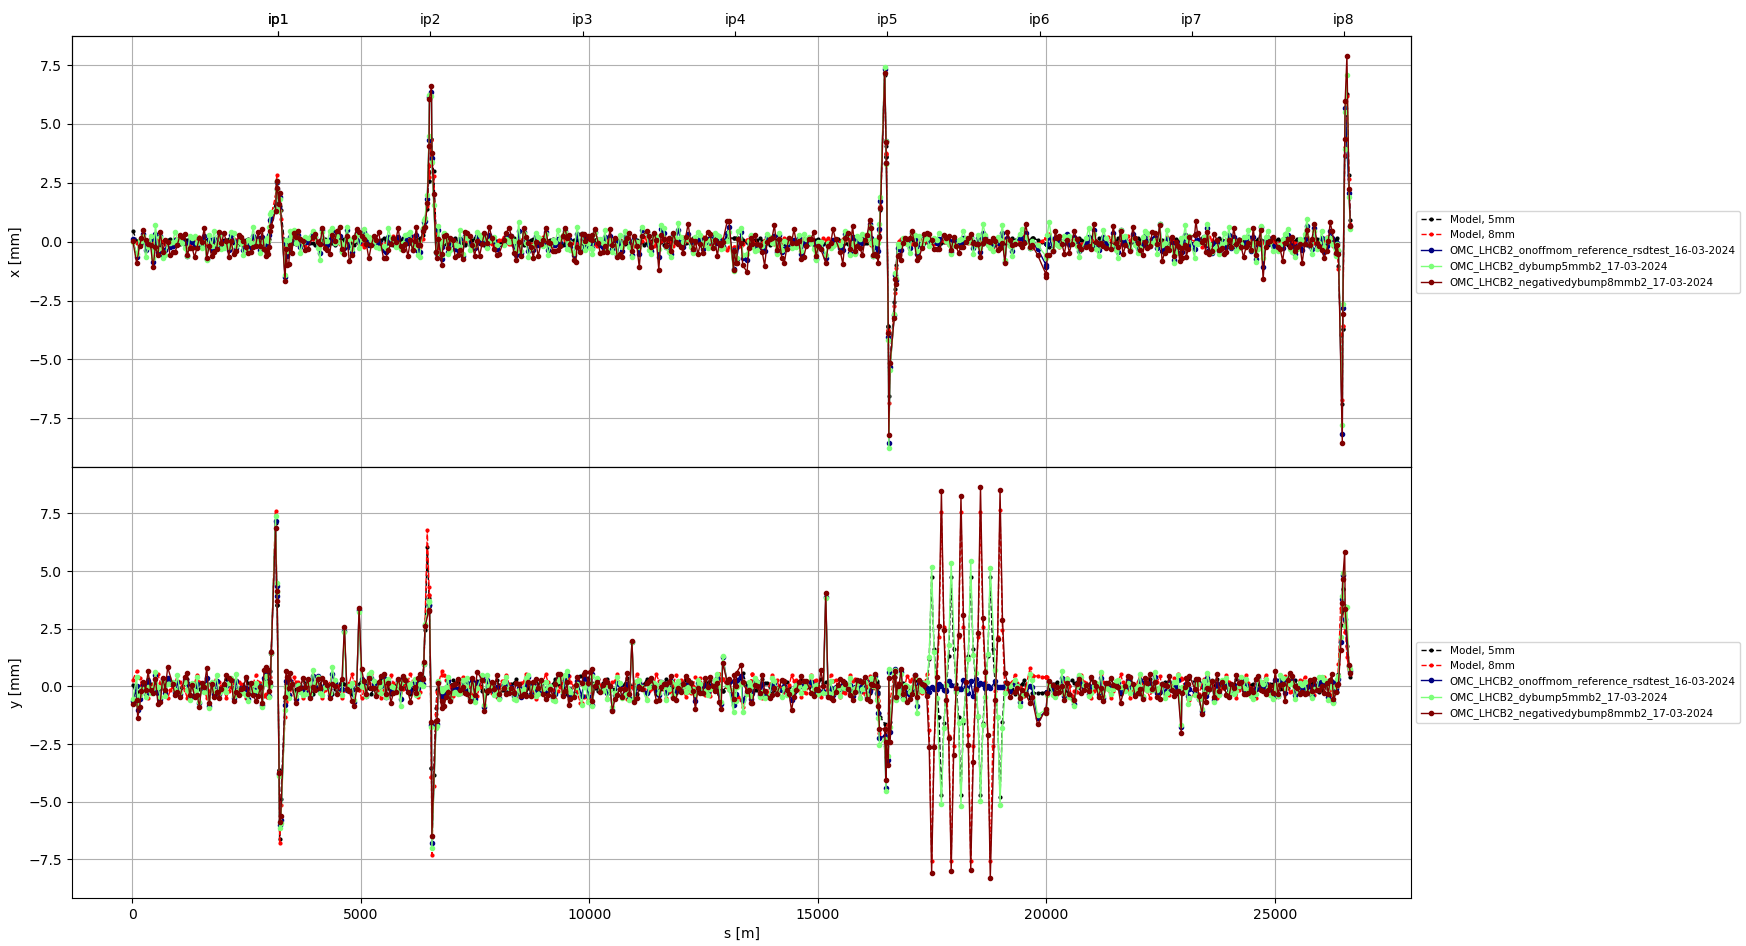 ip1 ip2 ip3 ip4 ip5 ip6 ip7 ip8
7.5
5.0
2.5
0.0
−2.5
−5.0
−7.5
x [mm]
Model, 5mm
Model, 8mm
OMC_LHCB2_onoffmom_reference_rsdtest_16-03-2024
OMC_LHCB2_dybump5mmb2_17-03-2024
OMC_LHCB2_negativedybump8mmb2_17-03-2024
7.5
5.0
2.5
0.0
−2.5
−5.0
−7.5
y [mm]
Model, 5mm
Model, 8mm
OMC_LHCB2_onoffmom_reference_rsdtest_16-03-2024
OMC_LHCB2_dybump5mmb2_17-03-2024
OMC_LHCB2_negativedybump8mmb2_17-03-2024
0 5000 10000 15000 20000 25000
s [m]